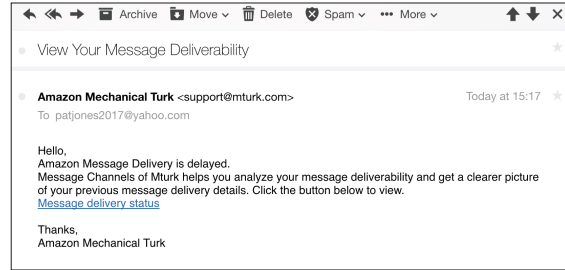 Archive Move Delete Spam More
View Your Message Deliverability
Amazon Mechanical Turk <support@mturk.com> Today at 15:17
To patjones2017@yahoo.com
Hello,
Amazon Message Delivery is delayed.
Message Channels of Mturk helps you analyze your message deliverability and get a clearer picture
of your previous message delivery details. Click the button below to view.
Message delivery status
Thanks,
Amazon Mechanical Turk